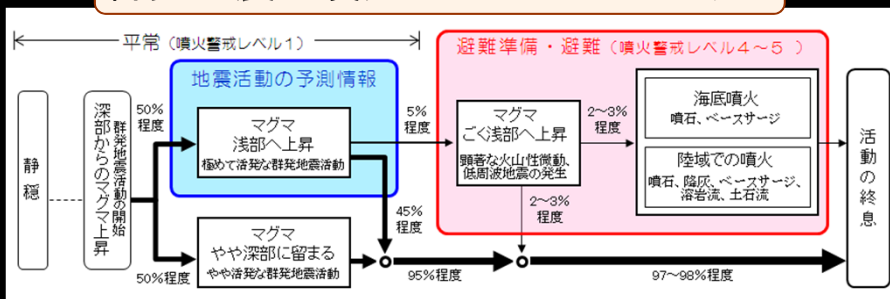 平常（噴火警戒レベル１）
避難準備・避難（噴火警戒レベル４～５ ）
地震活動の予測情報
静穏
深部からのマグマ上昇
群発地震活動の開始
50%
程度
マグマ
浅部へ上昇
極めて活発な群発地震活動
5%
程度
マグマ
ごく浅部へ上昇
顕著な火山性微動、
低周波地震の発生
2～3%
程度
海底噴火
噴石、ベースサージ
陸域での噴火
噴石、降灰、ベースサージ、
溶岩流、土石流
活動の終息
45%
程度
2～3%
程度
50%程度
マグマ
やや深部に留まる
やや活発な群発地震活動
95%程度
97～98%程度